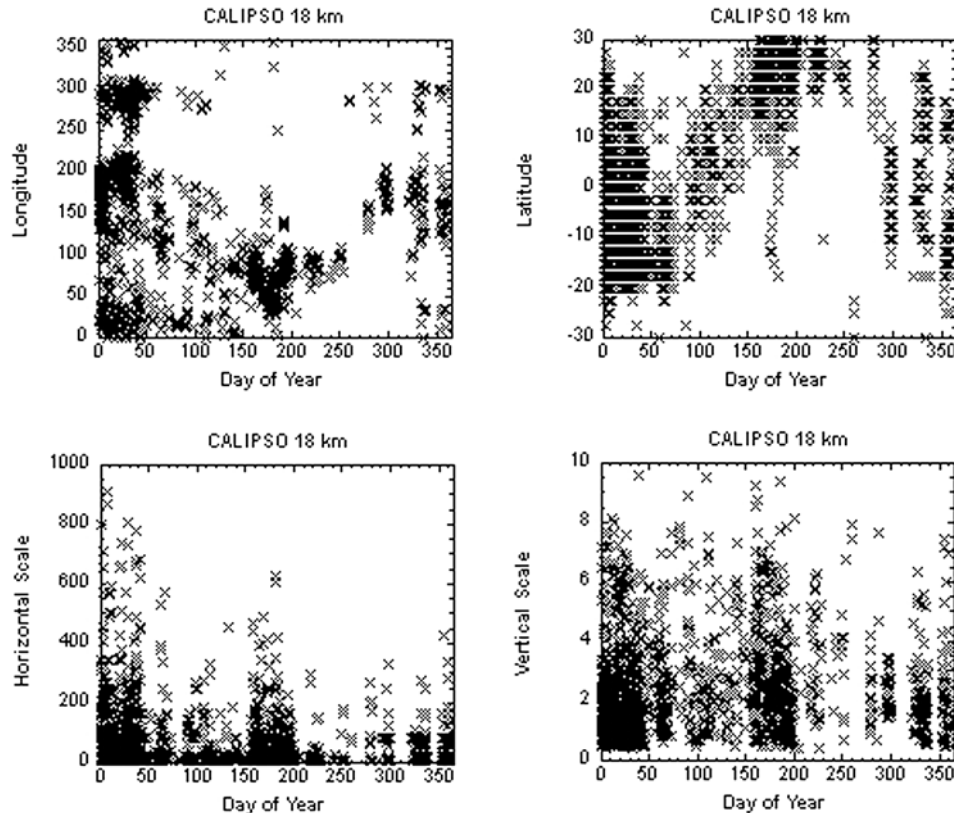 CALIPSO 18 km
350
300
250
200
150
100
50
0
Longitude
0 50 100 150 200 250 300 350
Day of Year
CALIPSO 18 km
30
20
10
0
-10
-20
-30
Latitude
0 50 100 150 200 250 300 350
Day of Year
CALIPSO 18 km
1000
800
600
400
200
0
Horizontal Scale
0 50 100 150 200 250 300 350
Day of Year
CALIPSO 18 km
10
8
6
4
2
0
Vertical Scale
0 50 100 150 200 250 300 350
Day of Year